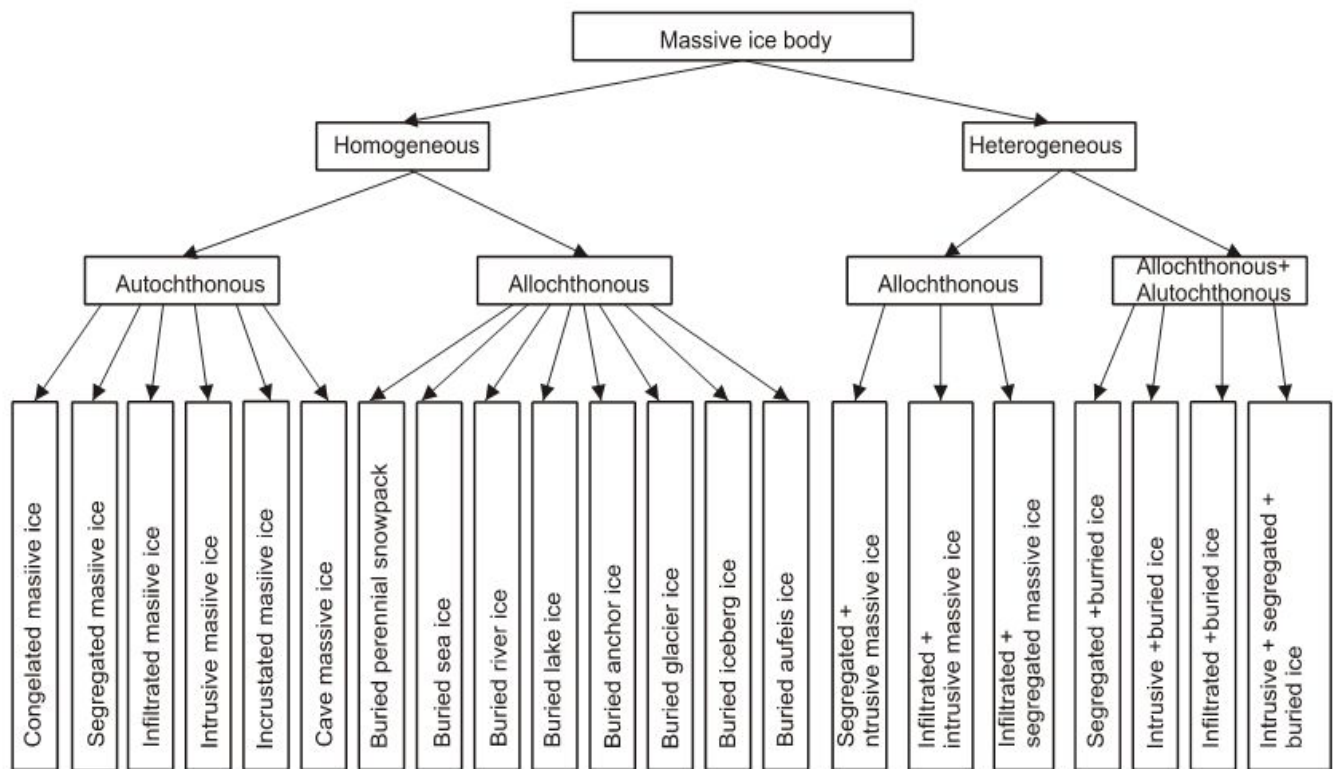 Massive ice body
Homogeneous
Heterogeneous
Autochthonous
Allochthonous
Allochthonous
Allochthonous+
Alutochthonous
Congelated masiive ice
Segregated masiive ice
Infiltrated masiive ice
Intrusive masiive ice
Incrustated masiive ice
Cave massive ice
Buried perennial snowpack
Buried sea ice
Buried river ice
Buried lake ice
Buried anchor ice
Buried glacier ice
Buried iceberg ice
Buried aufeis ice
Segregated +
ntrusive massive ice
Infiltrated +
intrusive massive ice
Infiltrated +
segregated massive ice
Segregated +burried ice
Intrusive +buried ice
Infiltrated +buried ice
Intrusive + segregated +
buried ice